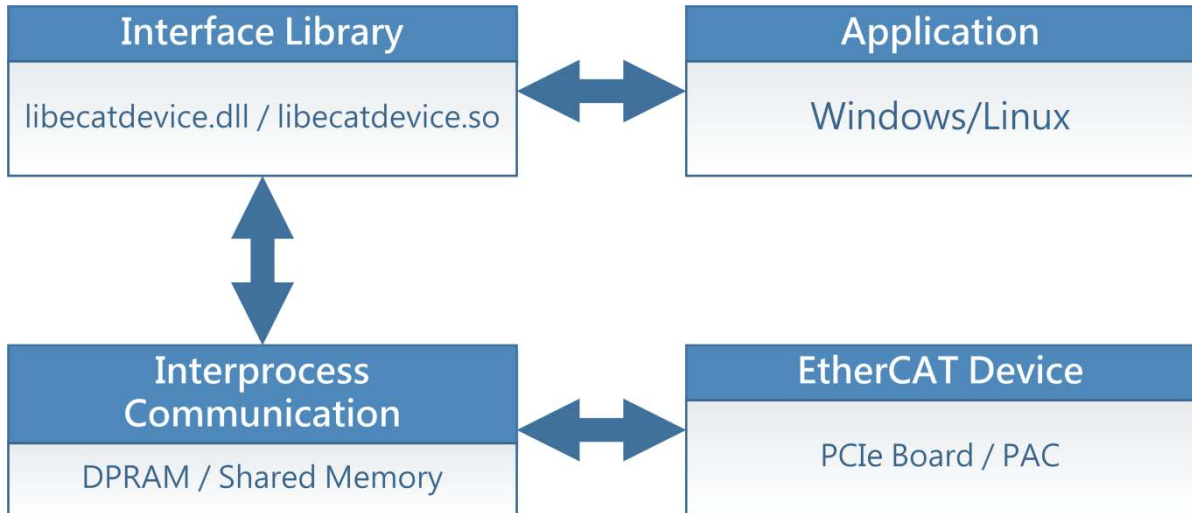 Interface Library
libecatdevice.dll / libecatdevice.so
Application
Windows/Linux
Interprocess
Communication
DPRAM / Shared Memory
EtherCAT Device
PCIe Board / PAC